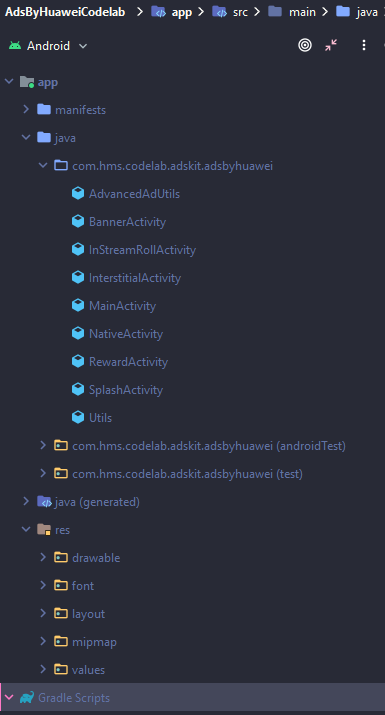 AdsByHuaweiCodelab > app > src > main > java
Android
app
manifests
java
com.hms.codelab.adskit.adsbyhuawei
AdvancedAdUtils
BannerActivity
InStreamRollActivity
InterstitialActivity
MainActivity
NativeActivity
RewardActivity
SplashActivity
Utils
com.hms.codelab.adskit.adsbyhuawei (androidTest)
com.hms.codelab.adskit.adsbyhuawei (test)
java (generated)
res
drawable
font
layout
mipmap
values
Gradle Scripts